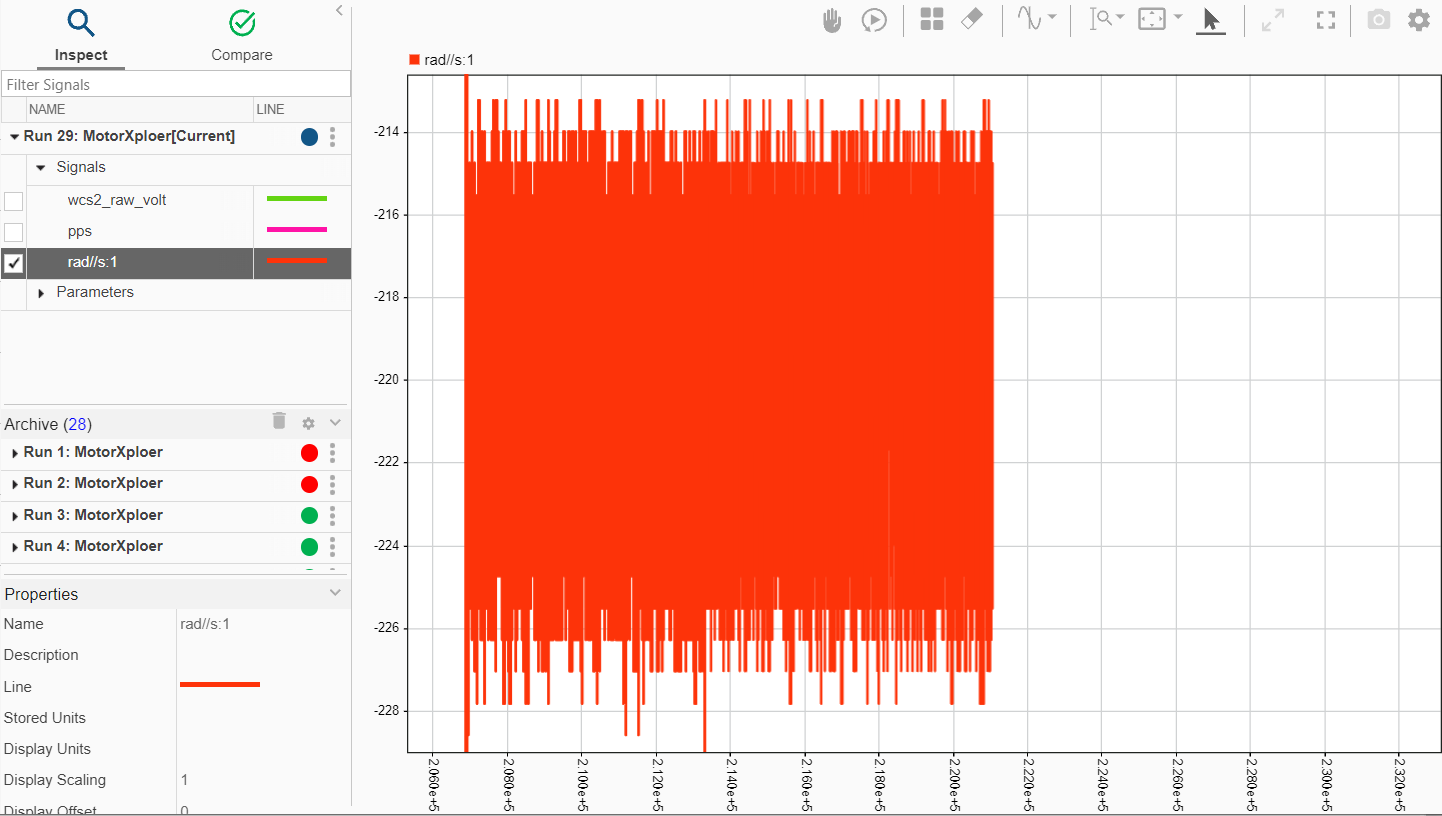 Inspect
Compare
Filter Signals
NAME LINE
Run 29: MotorXploer[Current]
Signals
wcs2_raw_volt
pps
rad//s:1
Parameters
Archive (28)
Run 1: MotorXploer
Run 2: MotorXploer
Run 3: MotorXploer
Run 4: MotorXploer
Properties
Name rad//s:1
Description
Line
Stored Units
Display Units
Display Scaling 1
Display Offset 0
rad//s:1
-214
-216
-218
-220
-222
-224
-226
-228
2.060e+5
2.080e+5
2.100e+5
2.120e+5
2.140e+5
2.160e+5
2.180e+5
2.200e+5
2.220e+5
2.240e+5
2.260e+5
2.280e+5
2.300e+5
2.320e+5